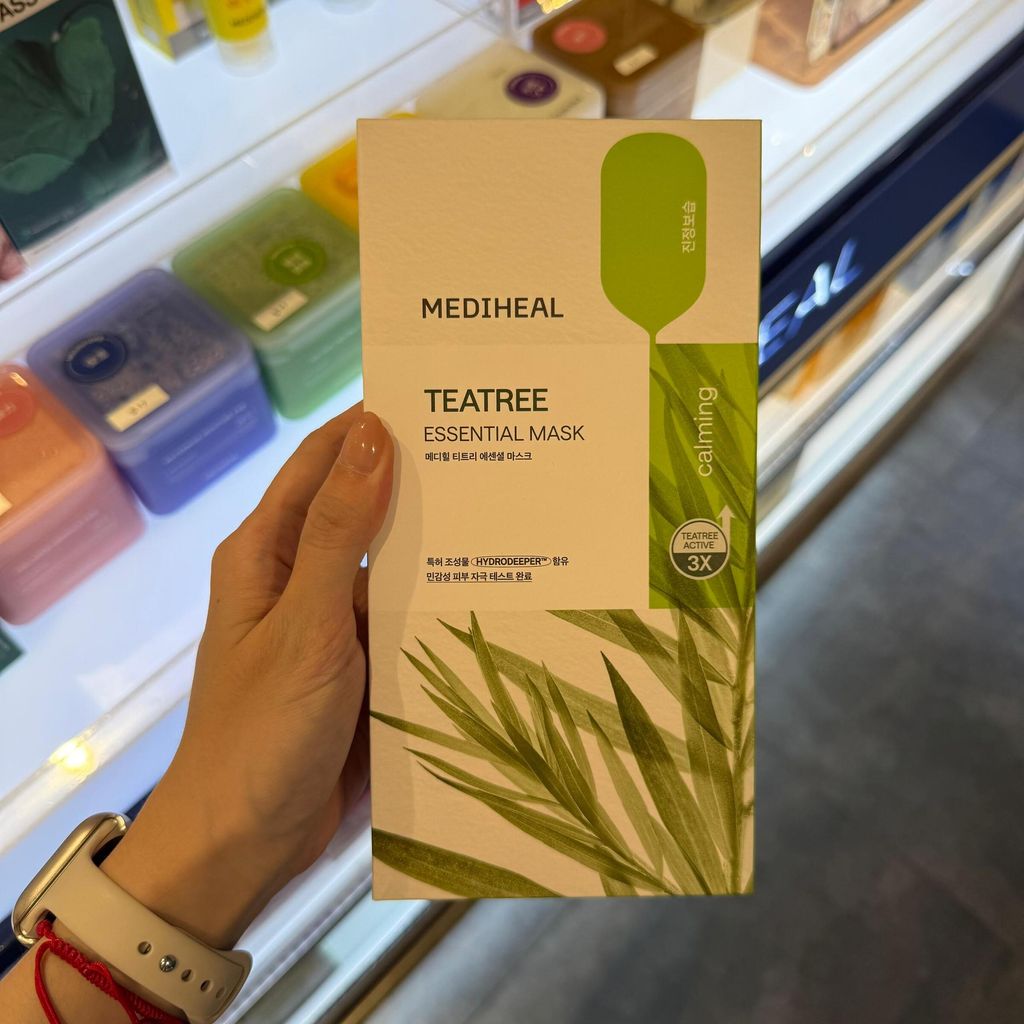 ASS
진정보습
MEDIHEAL
TEATREE
ESSENTIAL MASK
메디힐 티트리 에센셜 마스크
calming
TEATREE
ACTIVE
3X
특허 조성물 HYDRODEEPER™ 함유
민감성 피부 자극 테스트 완료
EAL